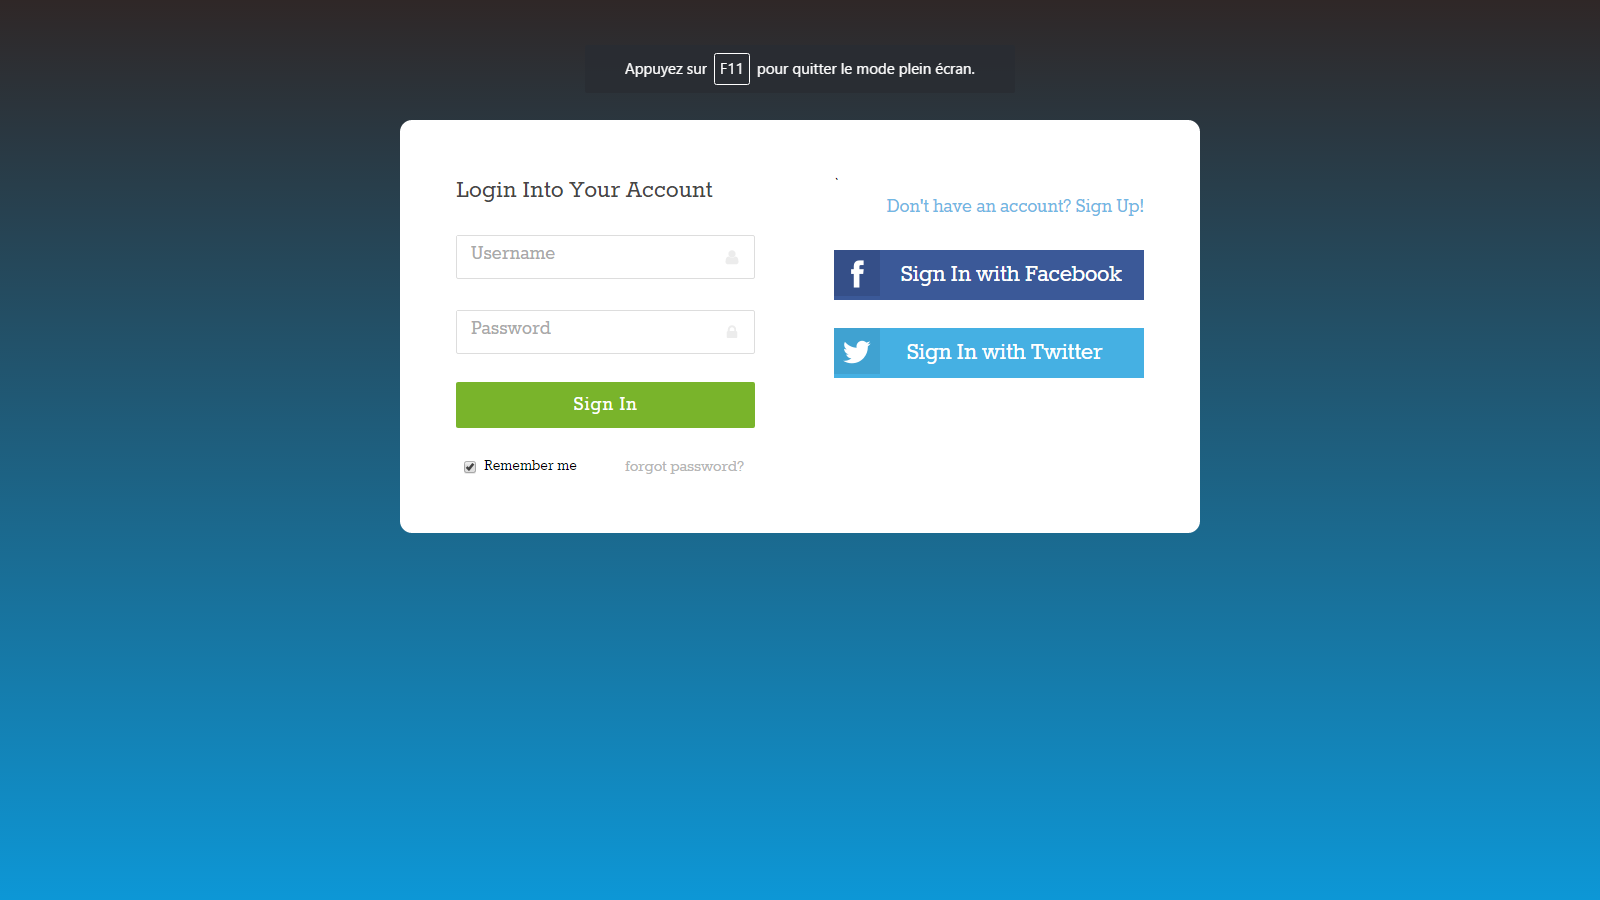 Appuyez sur F11 pour quitter le mode plein écran.
Login Into Your Account
Username
Password
Sign In
Remember me
forgot password?
`
Don't have an account? Sign Up!
Sign In with Facebook
Sign In with Twitter